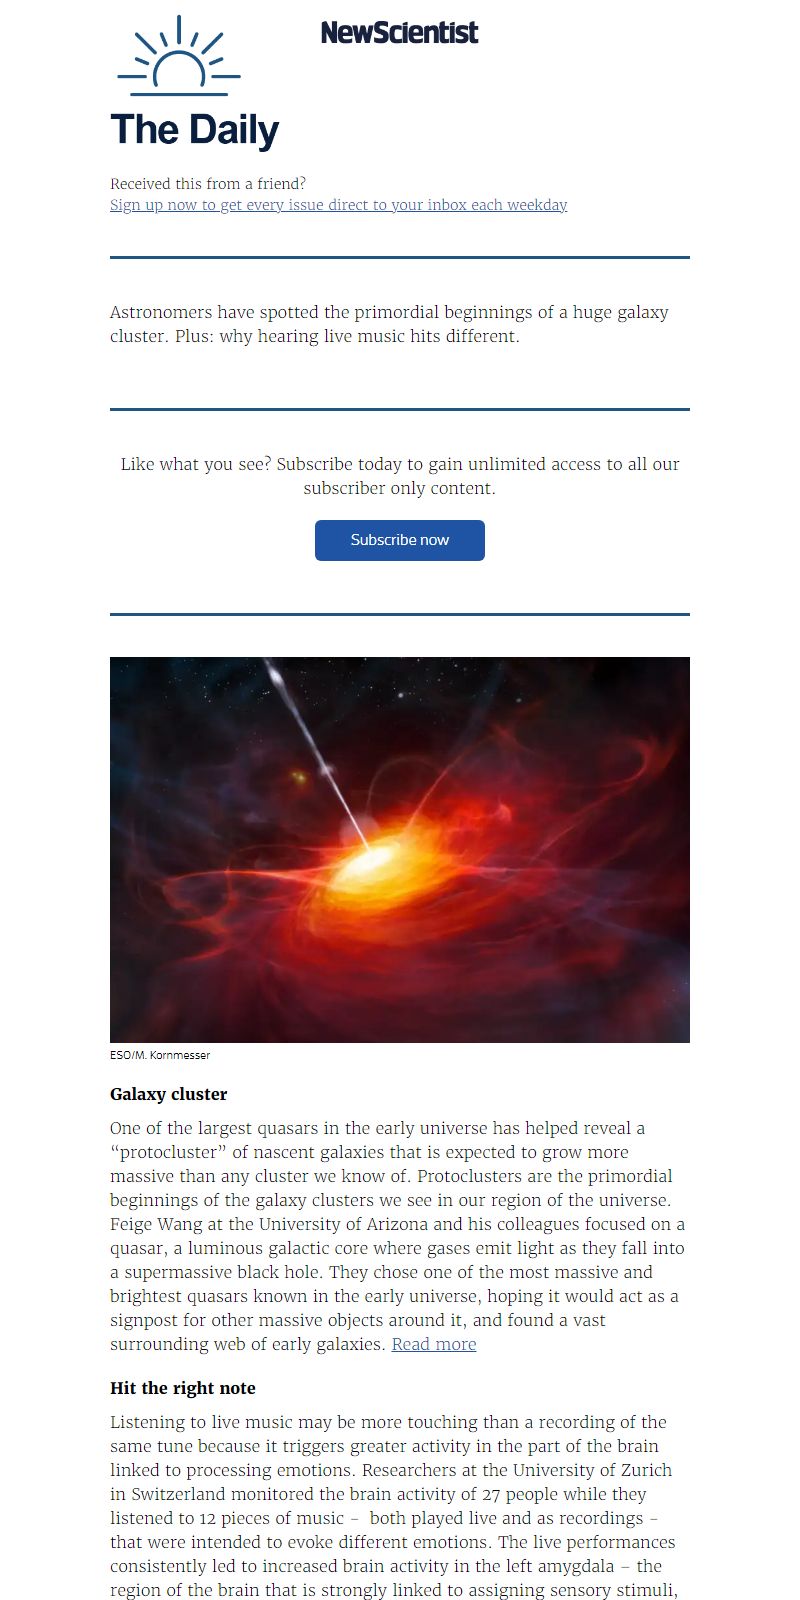 NewScientist
The Daily
Received this from a friend?
Sign up now to get every issue direct to your inbox each weekday
Astronomers have spotted the primordial beginnings of a huge galaxy
cluster. Plus: why hearing live music hits different.
Like what you see? Subscribe today to gain unlimited access to all our
subscriber only content.
Subscribe now
ESO/M. Kornmesser
Galaxy cluster
One of the largest quasars in the early universe has helped reveal a
“protocluster” of nascent galaxies that is expected to grow more
massive than any cluster we know of. Protoclusters are the primordial
beginnings of the galaxy clusters we see in our region of the universe.
Feige Wang at the University of Arizona and his colleagues focused on a
quasar, a luminous galactic core where gases emit light as they fall into
a supermassive black hole. They chose one of the most massive and
brightest quasars known in the early universe, hoping it would act as a
signpost for other massive objects around it, and found a vast
surrounding web of early galaxies. Read more
Hit the right note
Listening to live music may be more touching than a recording of the
same tune because it triggers greater activity in the part of the brain
linked to processing emotions. Researchers at the University of Zurich
in Switzerland monitored the brain activity of 27 people while they
listened to 12 pieces of music – both played live and as recordings –
that were intended to evoke different emotions. The live performances
consistently led to increased brain activity in the left amygdala – the
region of the brain that is strongly linked to assigning sensory stimuli,